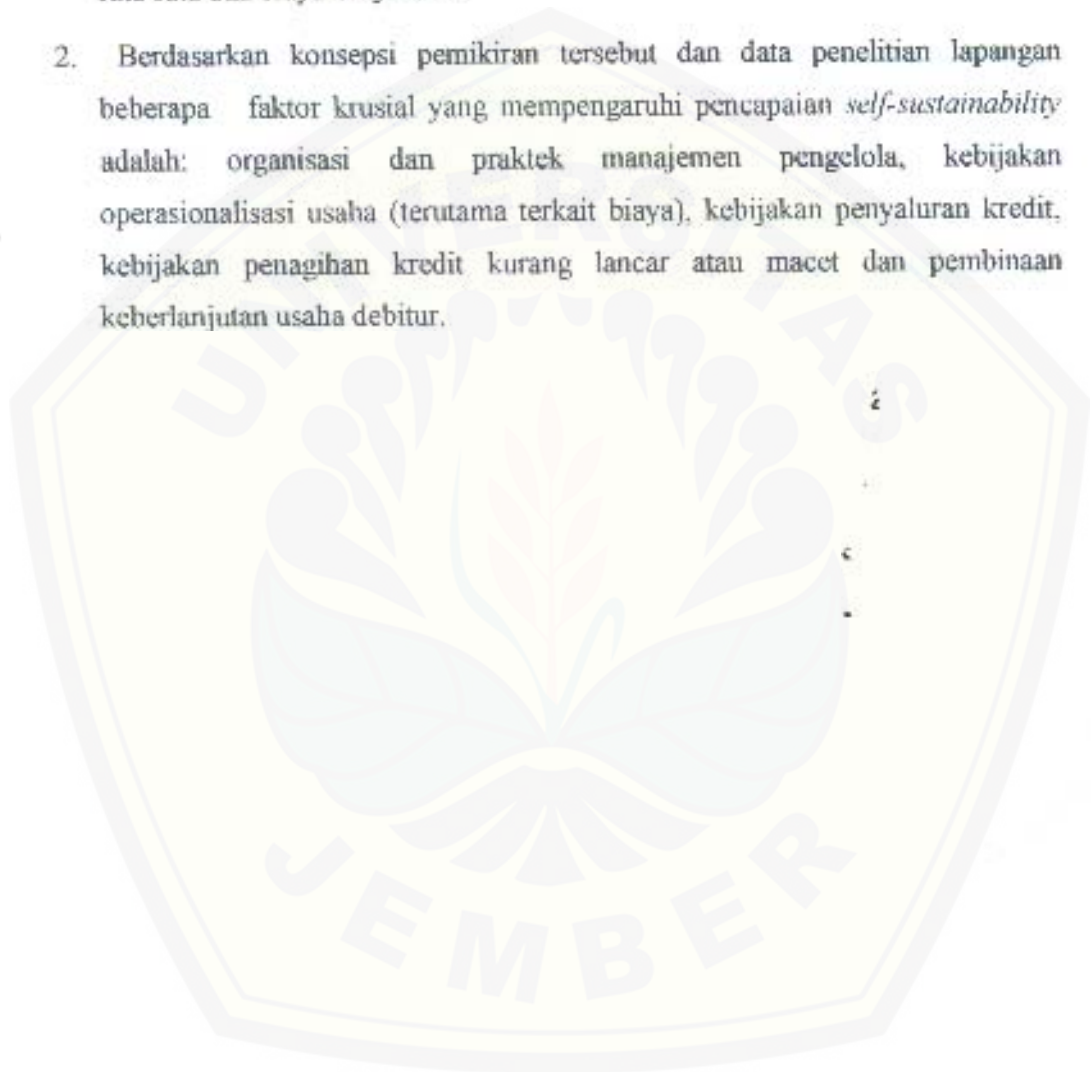 2. Berdasarkan konsepsi pemikiran tersebut dan data penelitian lapangan
beberapa faktor krusial yang mempengaruhi pencapaian self-sustainability
adalah: organisasi dan praktek manajemen pengelola, kebijakan
operasionalisasi usaha (terutama terkait biaya), kebijakan penyaluran kredit,
kebijakan penagihan kredit kurang lancar atau macet dan pembinaan
keberlanjutan usaha debitur.
UNIVERSITAS
JEMBER